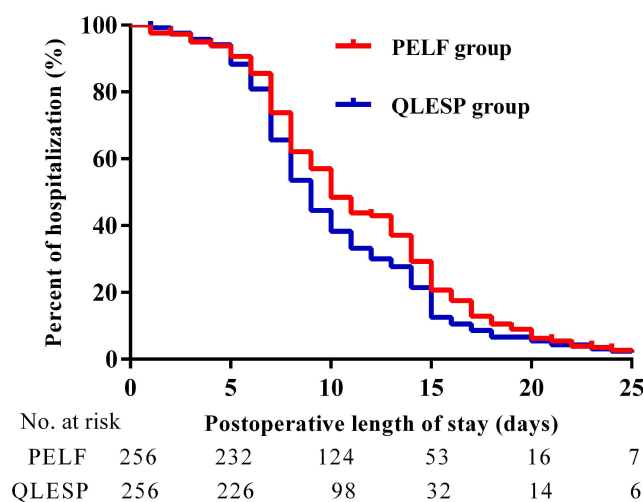 100
80
60
40
20
0
Percent of hospitalization (%)
PELF group
QLESP group
0 5 10 15 20 25
No. at risk Postoperative length of stay (days)
PELF 256 232 124 53 16 7
QLESP 256 226 98 32 14 6